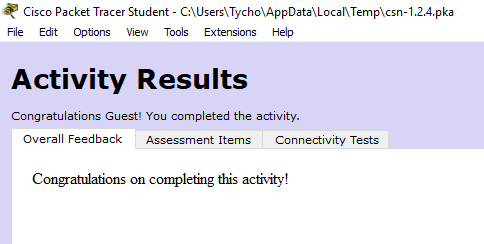 Cisco Packet Tracer Student - C:\Users\Tycho\AppData\Local\Temp\csn-1.2.4.pka
File Edit Options View Tools Extensions Help
Activity Results
Congratulations Guest! You completed the activity.
Overall Feedback Assessment Items Connectivity Tests
Congratulations on completing this activity!